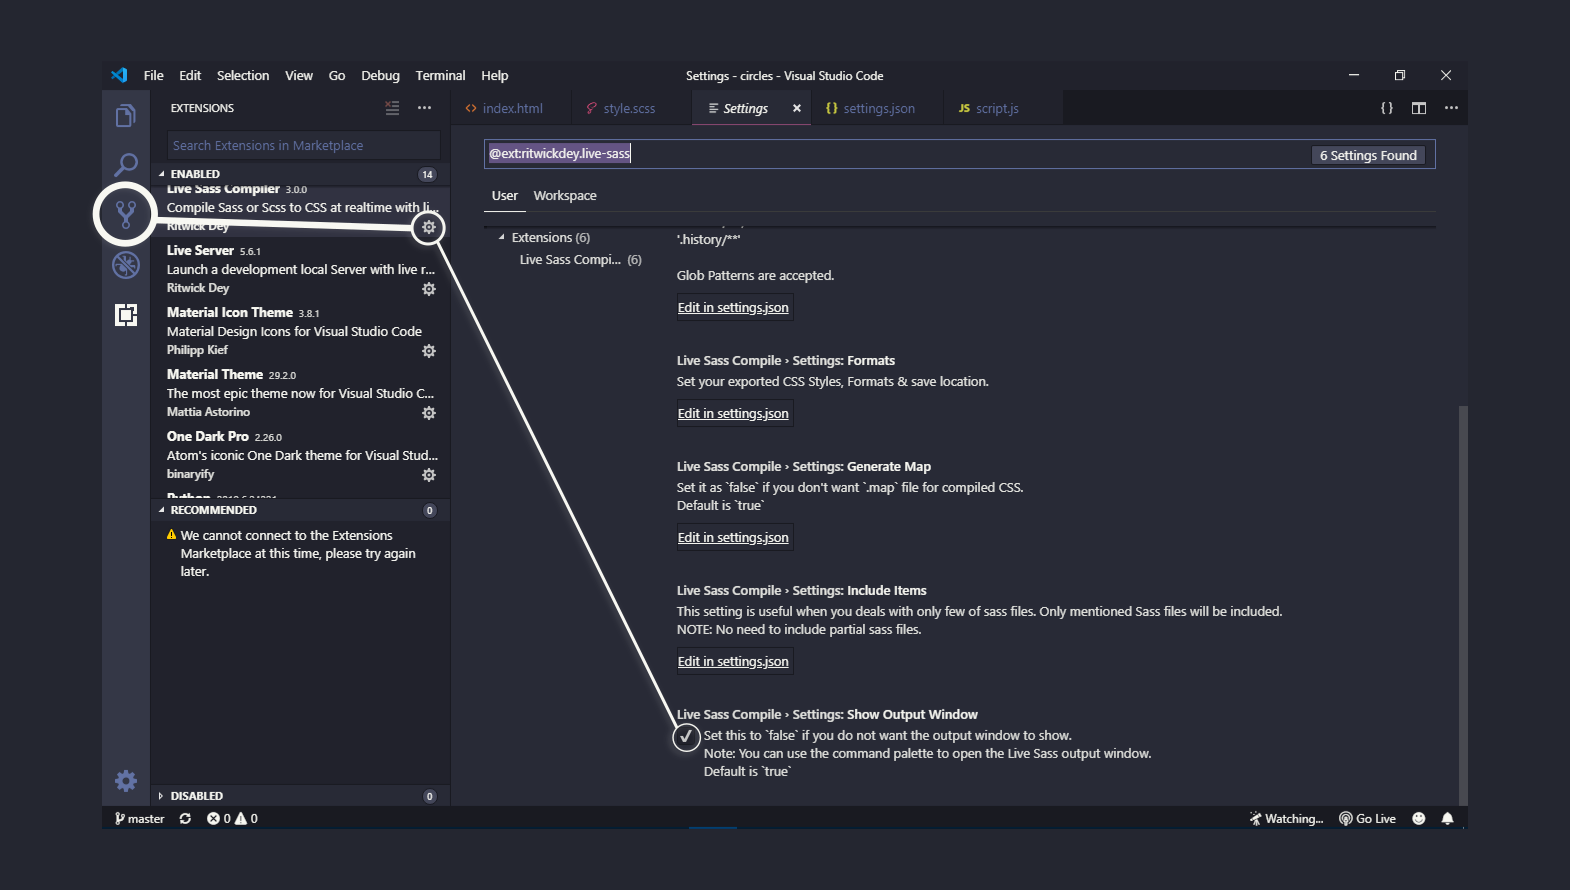 File Edit Selection View Go Debug Terminal Help
Settings - circles - Visual Studio Code
EXTENSIONS
index.html
style.scss
Settings
settings.json
JS script.js
Search Extensions in Marketplace
ENABLED 14
Live Sass Compiler 3.0.0
Compile Sass or Scss to CSS at realtime with li...
Ritwick Dey
Live Server 5.6.1
Launch a development local Server with live r...
Ritwick Dey
Material Icon Theme 3.8.1
Material Design Icons for Visual Studio Code
Philipp Kief
Material Theme 29.2.0
The most epic theme now for Visual Studio C...
Mattia Astorino
One Dark Pro 2.26.0
Atom's iconic One Dark theme for Visual Stud...
binaryify
Python
RECOMMENDED 0
We cannot connect to the Extensions
Marketplace at this time, please try again
later.
DISABLED 0
@ext:ritwickdey.live-sass
6 Settings Found
User Workspace
Extensions (6)
Live Sass Compi... (6)
'.history/**'
Glob Patterns are accepted.
Edit in settings.json
Live Sass Compile › Settings: Formats
Set your exported CSS Styles, Formats & save location.
Edit in settings.json
Live Sass Compile › Settings: Generate Map
Set it as `false` if you don't want `.map` file for compiled CSS.
Default is `true`
Edit in settings.json
Live Sass Compile › Settings: Include Items
This setting is useful when you deals with only few of sass files. Only mentioned Sass files will be included.
NOTE: No need to include partial sass files.
Edit in settings.json
Live Sass Compile › Settings: Show Output Window
Set this to `false` if you do not want the output window to show.
Note: You can use the command palette to open the Live Sass output window.
Default is `true`
master 0 0
Watching... Go Live